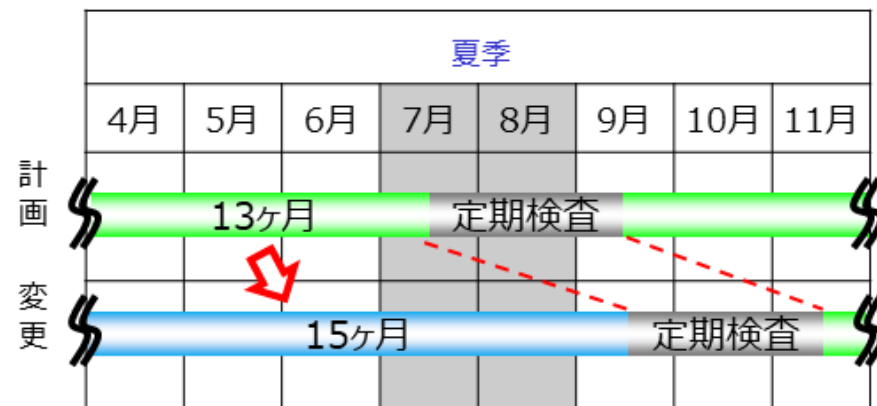 夏季
4月 5月 6月 7月 8月 9月 10月 11月
計画
13ヶ月 定期検査
変更
15ヶ月 定期検査